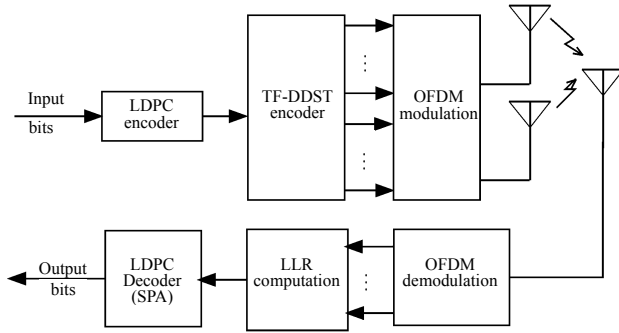 Input
bits
LDPC
encoder
TF-DDST
encoder
OFDM
modulation
Output
bits
LDPC
Decoder
(SPA)
LLR
computation
OFDM
demodulation